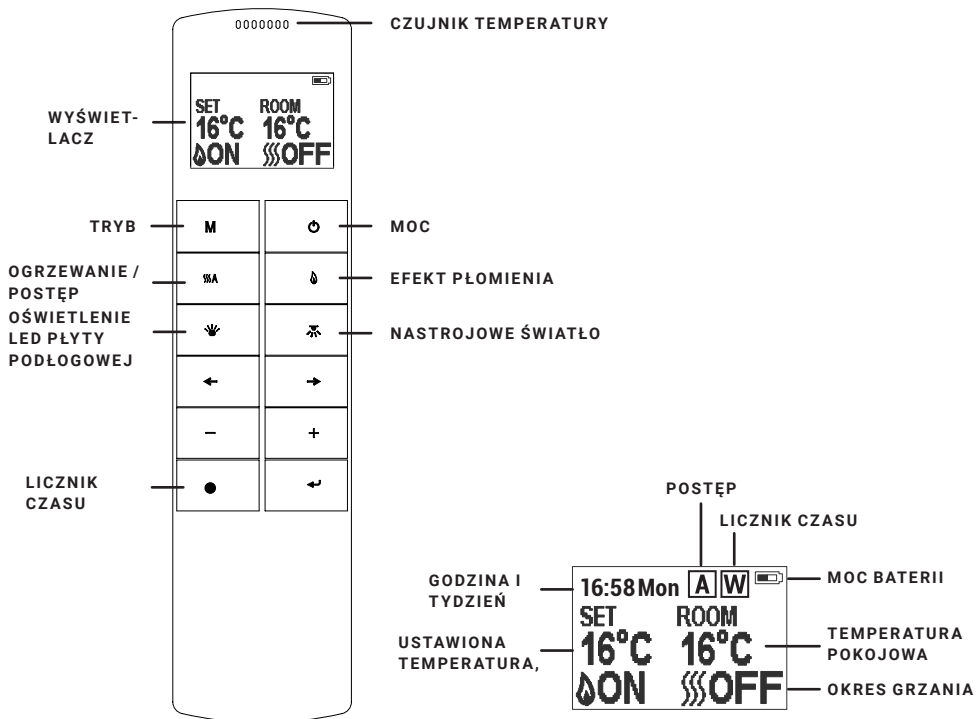 CZUJNIK TEMPERATURY
WYŚWIET-
LACZ
SET ROOM
16°C 16°C
ON OFF
TRYB
M
MOC
OGRZEWANIE /
POSTĘP
A
EFEKT PŁOMIENIA
OŚWIETLENIE
LED PŁYTY
PODŁOGOWEJ
NASTROJOWE ŚWIATŁO
- +
LICZNIK
CZASU
POSTĘP
LICZNIK CZASU
GODZINA I
TYDZIEŃ
16:58 Mon A W
MOC BATERII
SET ROOM
USTAWIONA
TEMPERATURA,
16°C 16°C
TEMPERATURA
POKOJOWA
ON OFF
OKRES GRZANIA